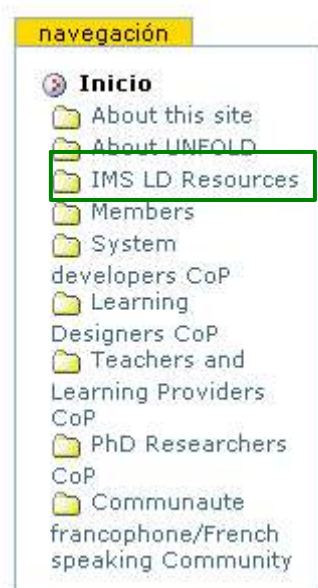 navegación
Inicio
About this site
About UNFOLD
IMS LD Resources
Members
System
developers CoP
Learning
Designers CoP
Teachers and
Learning Providers
CoP
PhD Researchers
CoP
Communaute
francophone/French
speaking Community